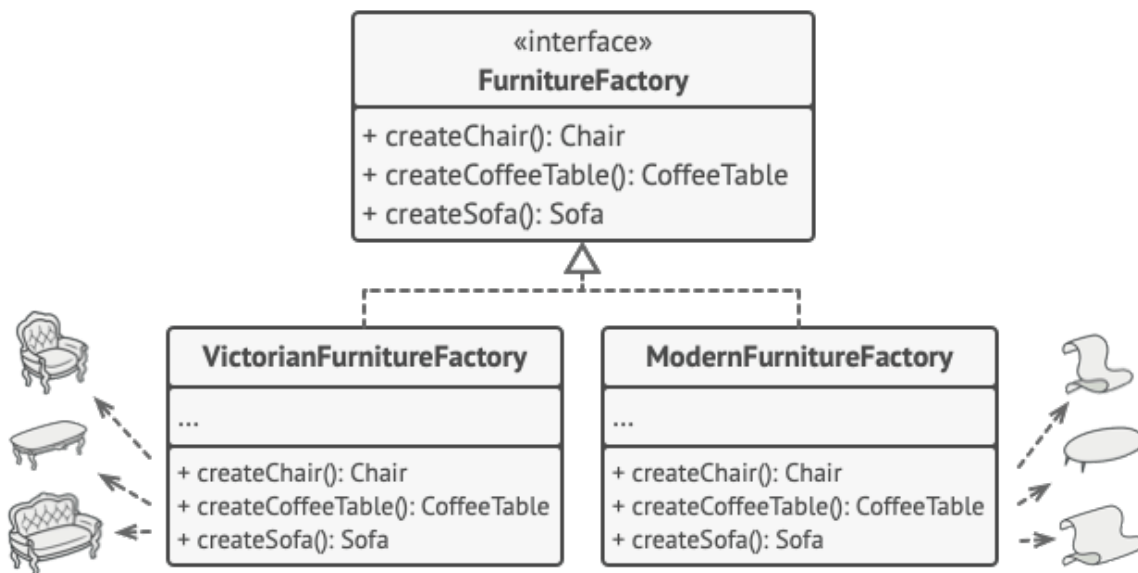 «interface»
FurnitureFactory
+ createChair(): Chair
+ createCoffeeTable(): CoffeeTable
+ createSofa(): Sofa
VictorianFurnitureFactory
...
+ createChair(): Chair
+ createCoffeeTable(): CoffeeTable
+ createSofa(): Sofa
ModernFurnitureFactory
...
+ createChair(): Chair
+ createCoffeeTable(): CoffeeTable
+ createSofa(): Sofa